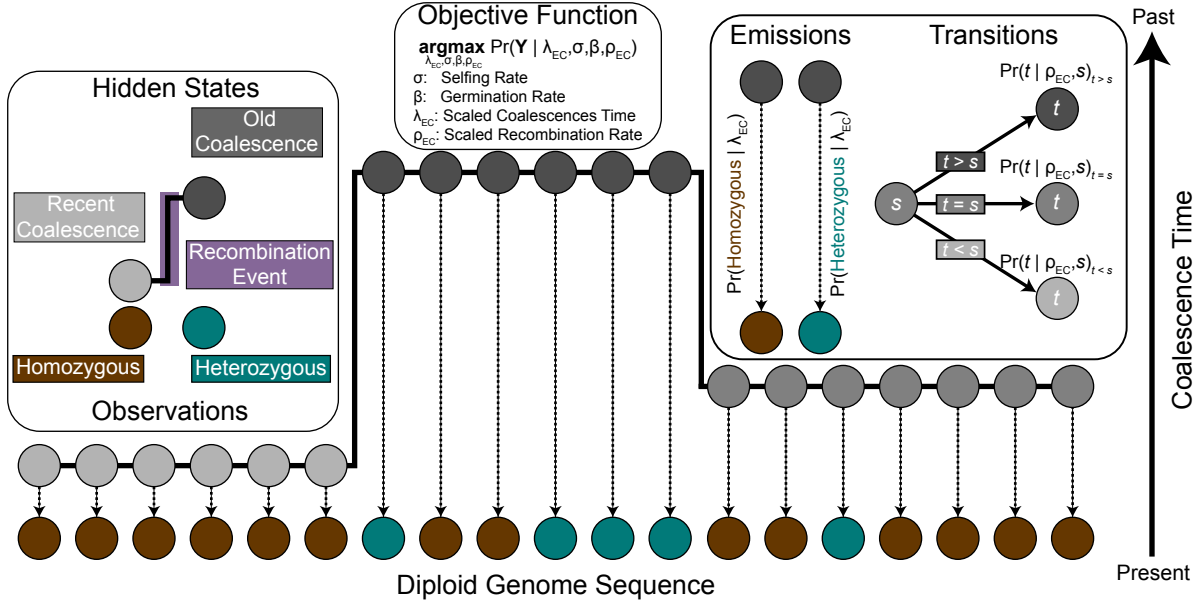 Hidden States
Old
Coalescence
Recent
Coalescence
Recombination
Event
Homozygous
Heterozygous
Observations
Objective Function
argmax Pr(Y | λEC,σ,β,ρEC)
λEC,σ,β,ρEC
σ: Selfing Rate
β: Germination Rate
λEC: Scaled Coalescences Time
ρEC: Scaled Recombination Rate
Emissions
Pr(Homozygous | λEC)
Pr(Heterozygous | λEC)
Transitions
Pr(t | ρEC,s)t > s
t
t > s
Pr(t | ρEC,s)t = s
s
t = s
t
t < s
Pr(t | ρEC,s)t < s
t
Past
Coalescence Time
Present
Diploid Genome Sequence